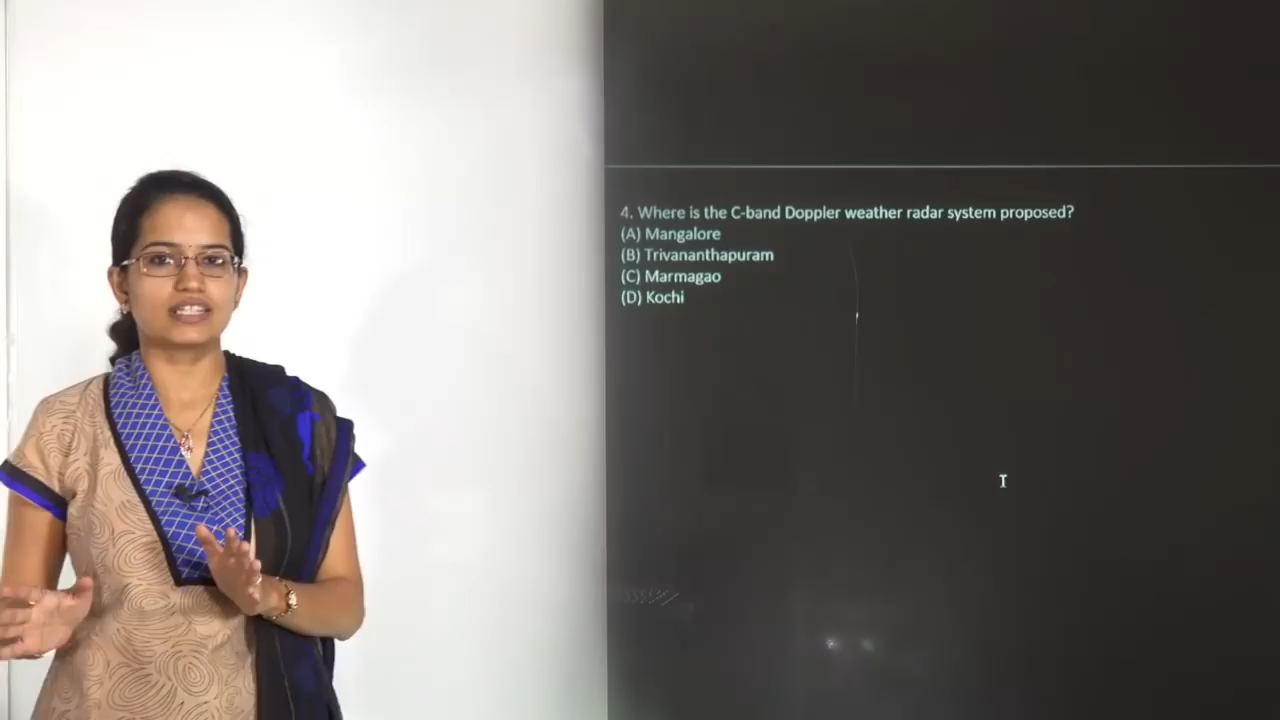 4. Where is the C-band Doppler weather radar system proposed?
(A) Mangalore
(B) Trivananthapuram
(C) Marmagao
(D) Kochi